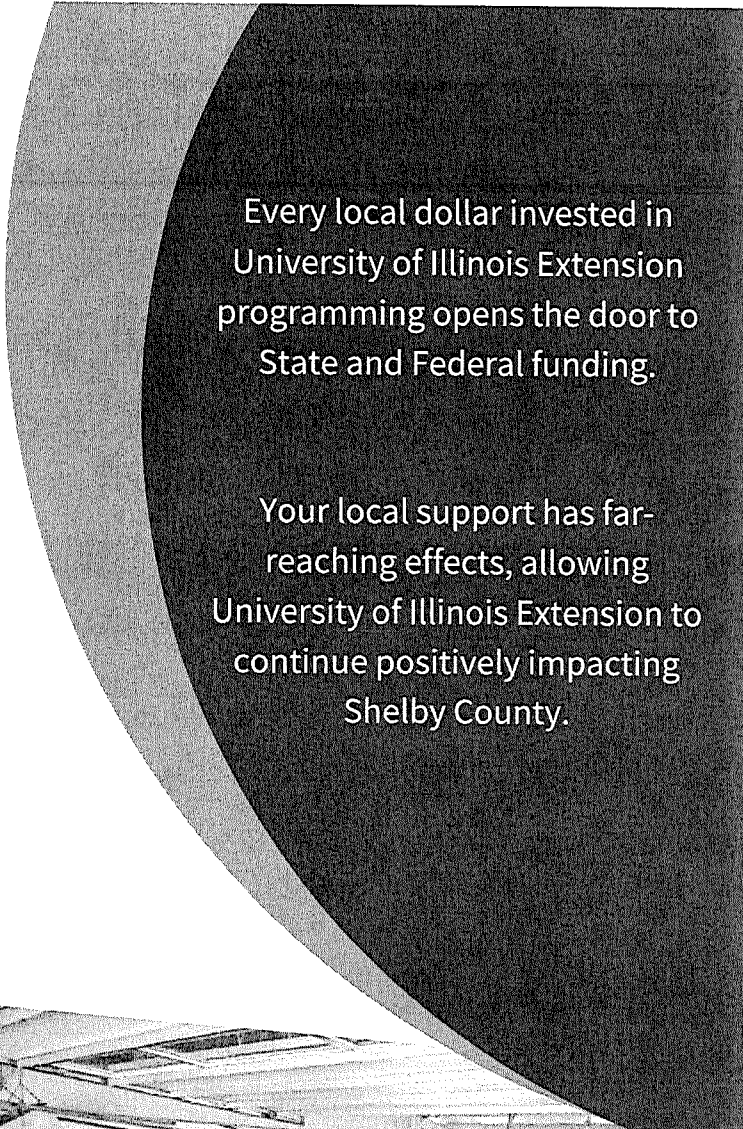 Every local dollar invested in
University of Illinois Extension
programming opens the door to
State and Federal funding.
Your local support has far-
reaching effects, allowing
University of Illinois Extension to
continue positively impacting
Shelby County.